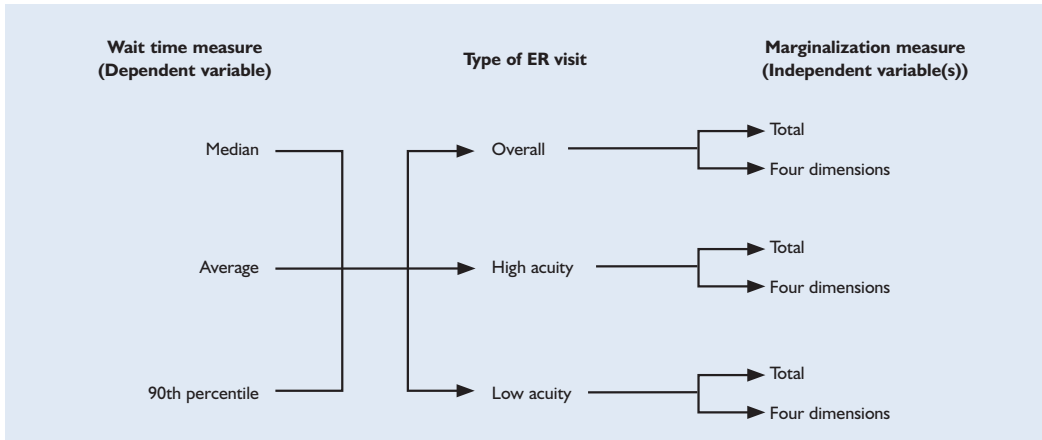 Wait time measure
(Dependent variable)
Type of ER visit
Marginalization measure
(Independent variable(s))
Median
Overall
Total
Four dimensions
Average
High acuity
Total
Four dimensions
90th percentile
Low acuity
Total
Four dimensions